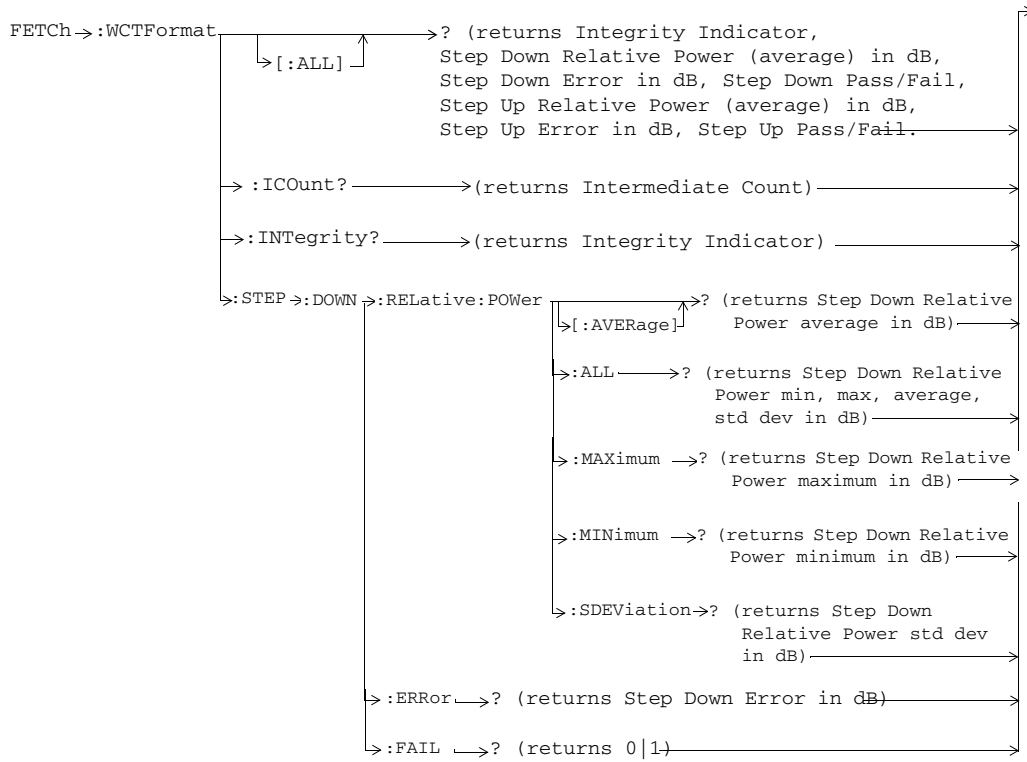 FETCh :WCTFormat ? (returns Integrity Indicator,
[:ALL] Step Down Relative Power (average) in dB,
Step Down Error in dB, Step Down Pass/Fail,
Step Up Relative Power (average) in dB,
Step Up Error in dB, Step Up Pass/Fail.
:ICOunt? (returns Intermediate Count)
:INTegrity? (returns Integrity Indicator)
:STEP :DOWN :RELative:POWer ? (returns Step Down Relative
[:AVERage] Power average in dB)
:ALL ? (returns Step Down Relative
Power min, max, average,
std dev in dB)
:MAXimum ? (returns Step Down Relative
Power maximum in dB)
:MINimum ? (returns Step Down Relative
Power minimum in dB)
:SDEViation ? (returns Step Down
Relative Power std dev
in dB)
:ERRor ? (returns Step Down Error in dB)
:FAIL ? (returns 0|1)